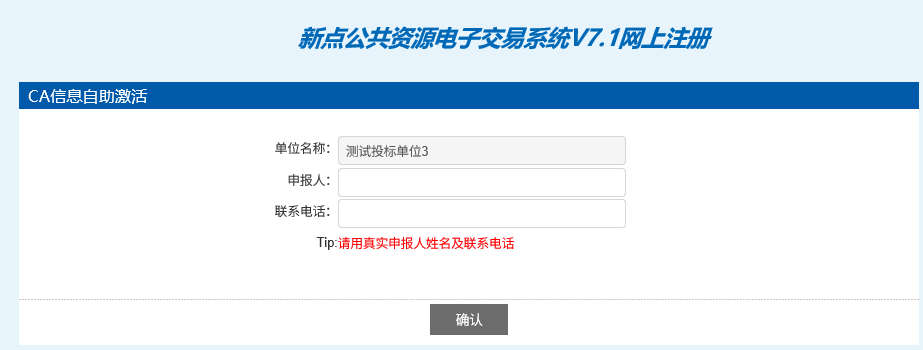 新点公共资源电子交易系统V7.1网上注册
CA信息自助激活
单位名称： 测试投标单位3
申报人：
联系电话：
Tip:请用真实申报人姓名及联系电话
确认